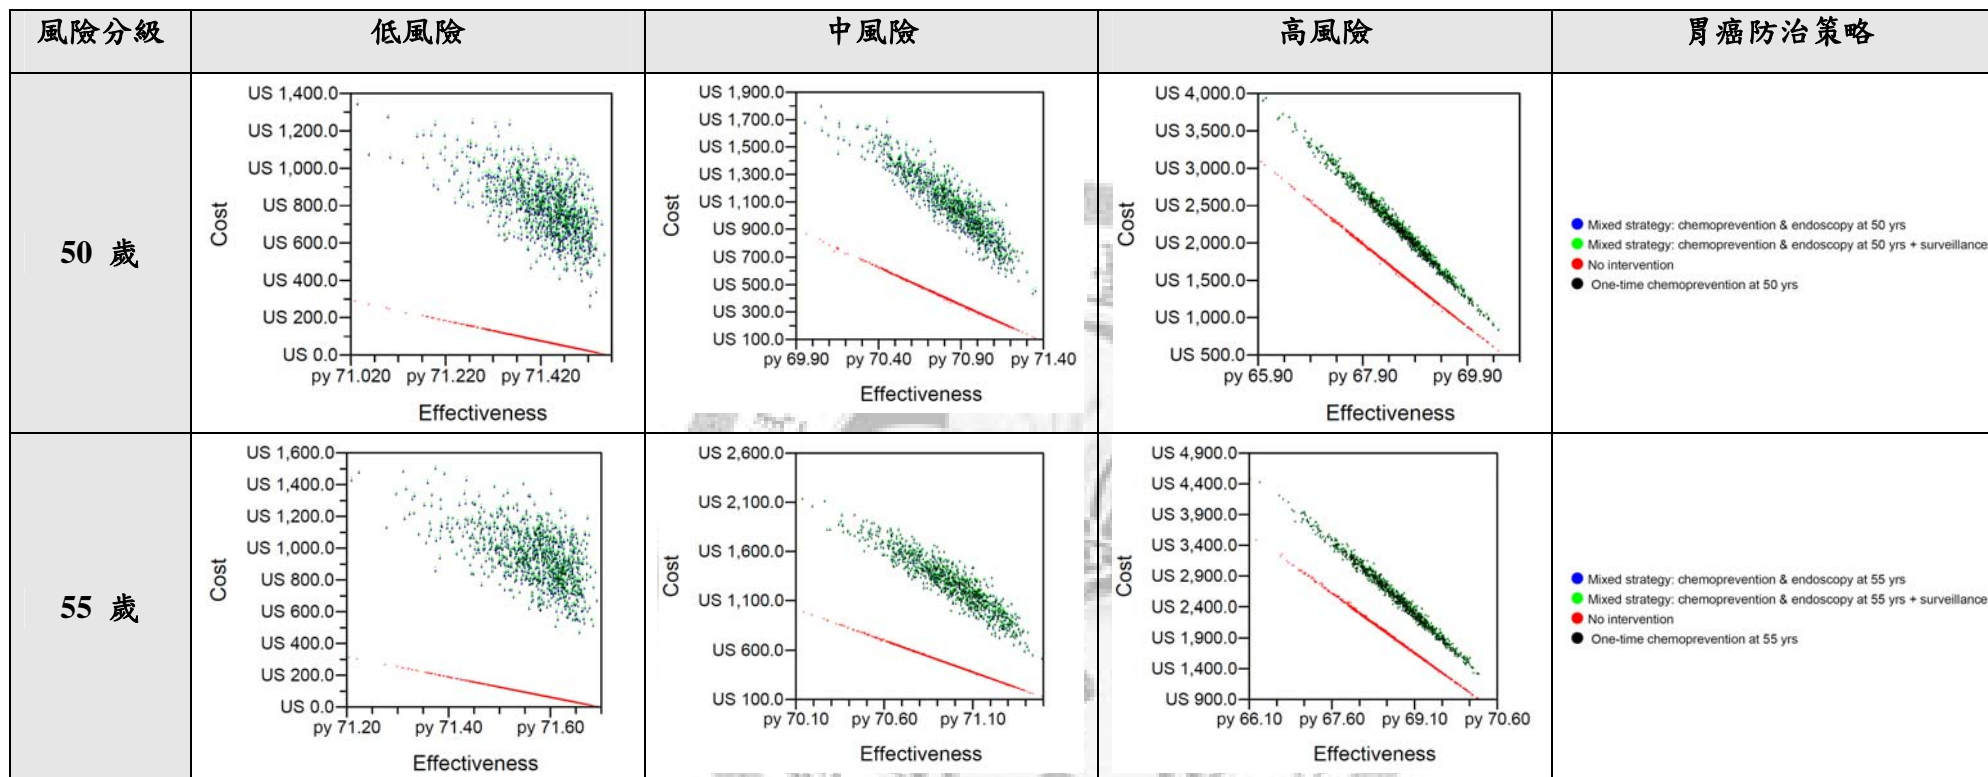 風險分級 低風險 中風險 高風險 胃癌防治策略
50 歲
US 1,400.0
US 1,200.0
US 1,000.0
US 800.0
US 600.0
US 400.0
US 200.0
US 0.0
Cost
py 71.020 py 71.220 py 71.420
Effectiveness
US 1,900.0
US 1,700.0
US 1,500.0
US 1,300.0
US 1,100.0
US 900.0
US 700.0
US 500.0
US 300.0
US 100.0
Cost
py 69.90 py 70.40 py 70.90 py 71.40
Effectiveness
US 4,000.0
US 3,500.0
US 3,000.0
US 2,500.0
US 2,000.0
US 1,500.0
US 1,000.0
US 500.0
Cost
py 65.90 py 67.90 py 69.90
Effectiveness
Mixed strategy: chemoprevention & endoscopy at 50 yrs
Mixed strategy: chemoprevention & endoscopy at 50 yrs + surveillance
No intervention
One-time chemoprevention at 50 yrs
55 歲
US 1,600.0
US 1,400.0
US 1,200.0
US 1,000.0
US 800.0
US 600.0
US 400.0
US 200.0
US 0.0
Cost
py 71.20 py 71.40 py 71.60
Effectiveness
US 2,600.0
US 2,100.0
US 1,600.0
US 1,100.0
US 600.0
US 100.0
Cost
py 70.10 py 70.60 py 71.10
Effectiveness
US 4,900.0
US 4,400.0
US 3,900.0
US 3,400.0
US 2,900.0
US 2,400.0
US 1,900.0
US 1,400.0
US 900.0
Cost
py 66.10 py 67.60 py 69.10 py 70.60
Effectiveness
Mixed strategy: chemoprevention & endoscopy at 55 yrs
Mixed strategy: chemoprevention & endoscopy at 55 yrs + surveillance
No intervention
One-time chemoprevention at 55 yrs